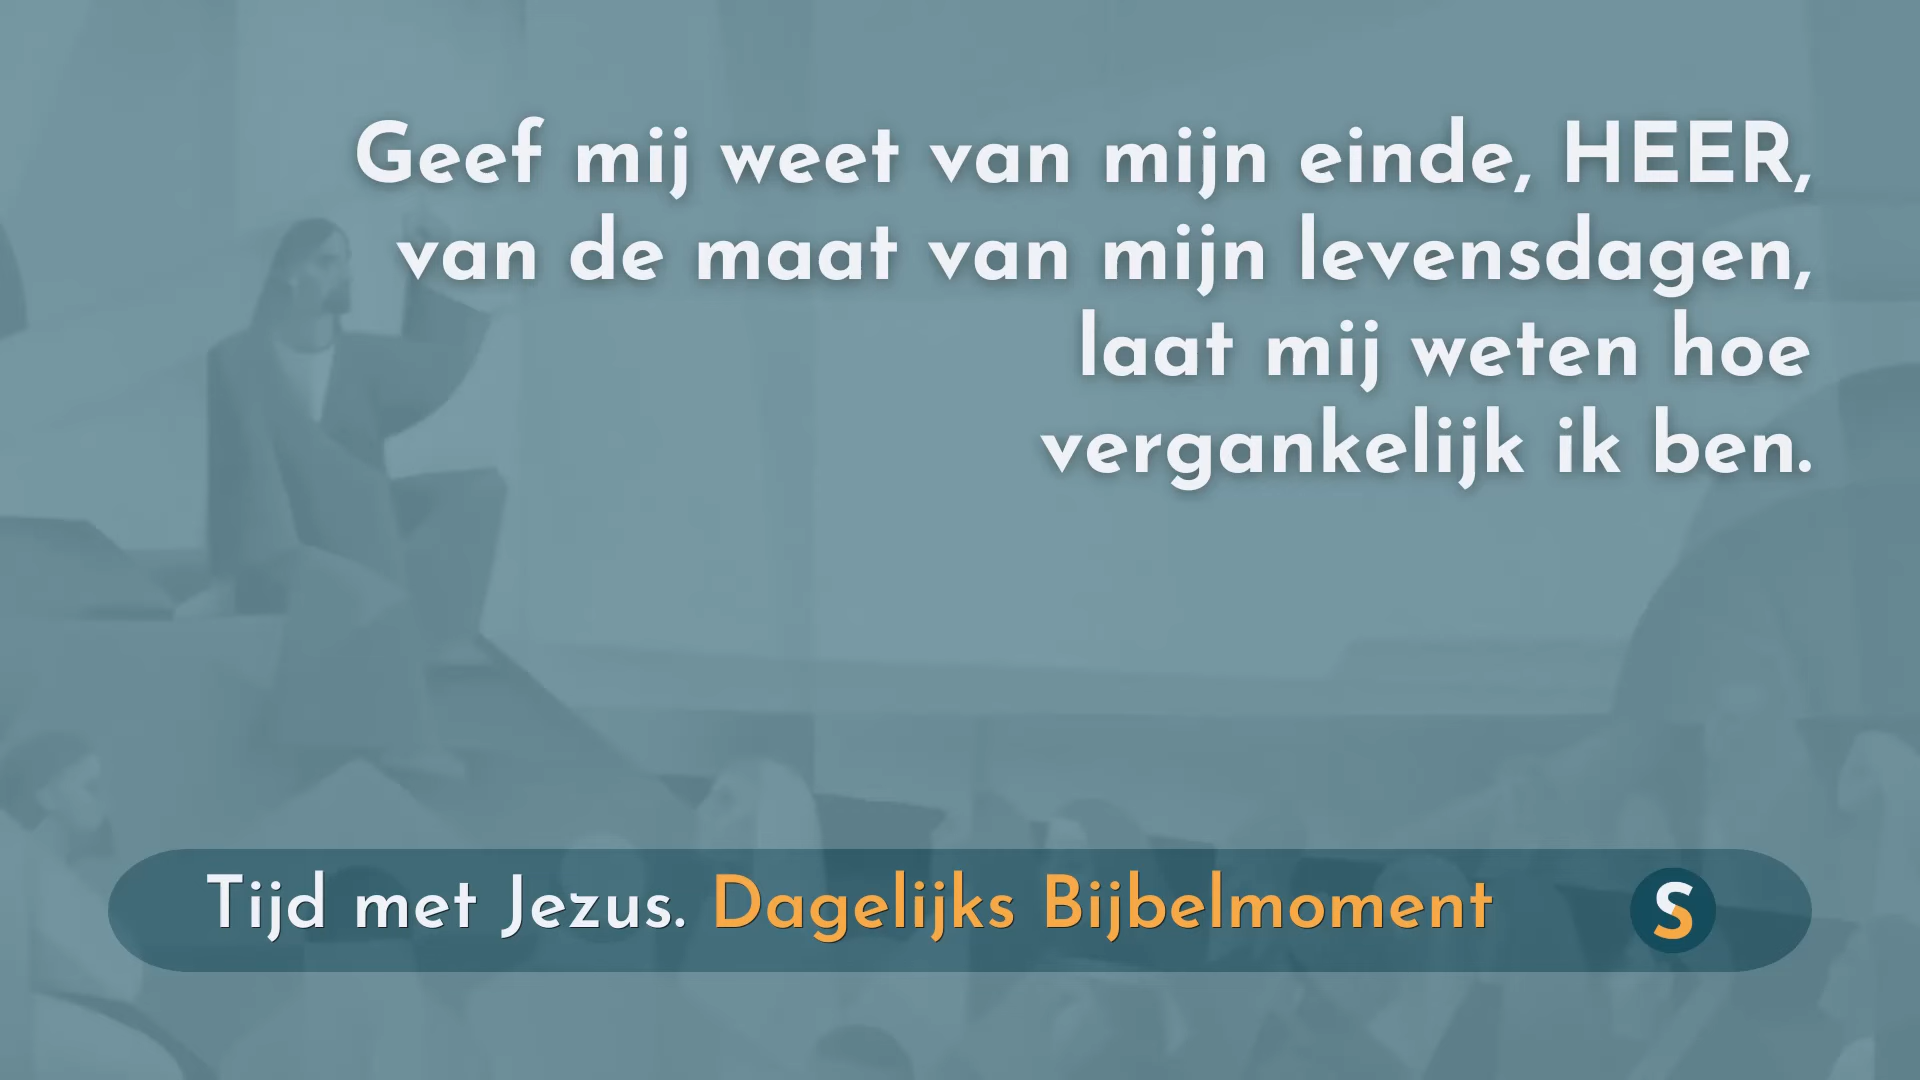 Geef mij weet van mijn einde, HEER,
van de maat van mijn levensdagen,
laat mij weten hoe
vergankelijk ik ben.
Tijd met Jezus. Dagelijks Bijbelmoment
S